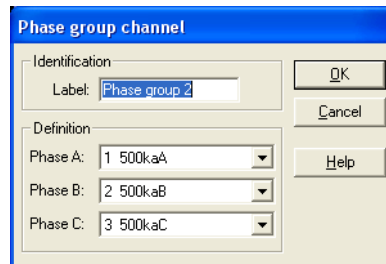 Phase group channel
Identification
Label: Phase group 2
OK
Cancel
Definition
Phase A: 1 500kaA
Help
Phase B: 2 500kaB
Phase C: 3 500kaC